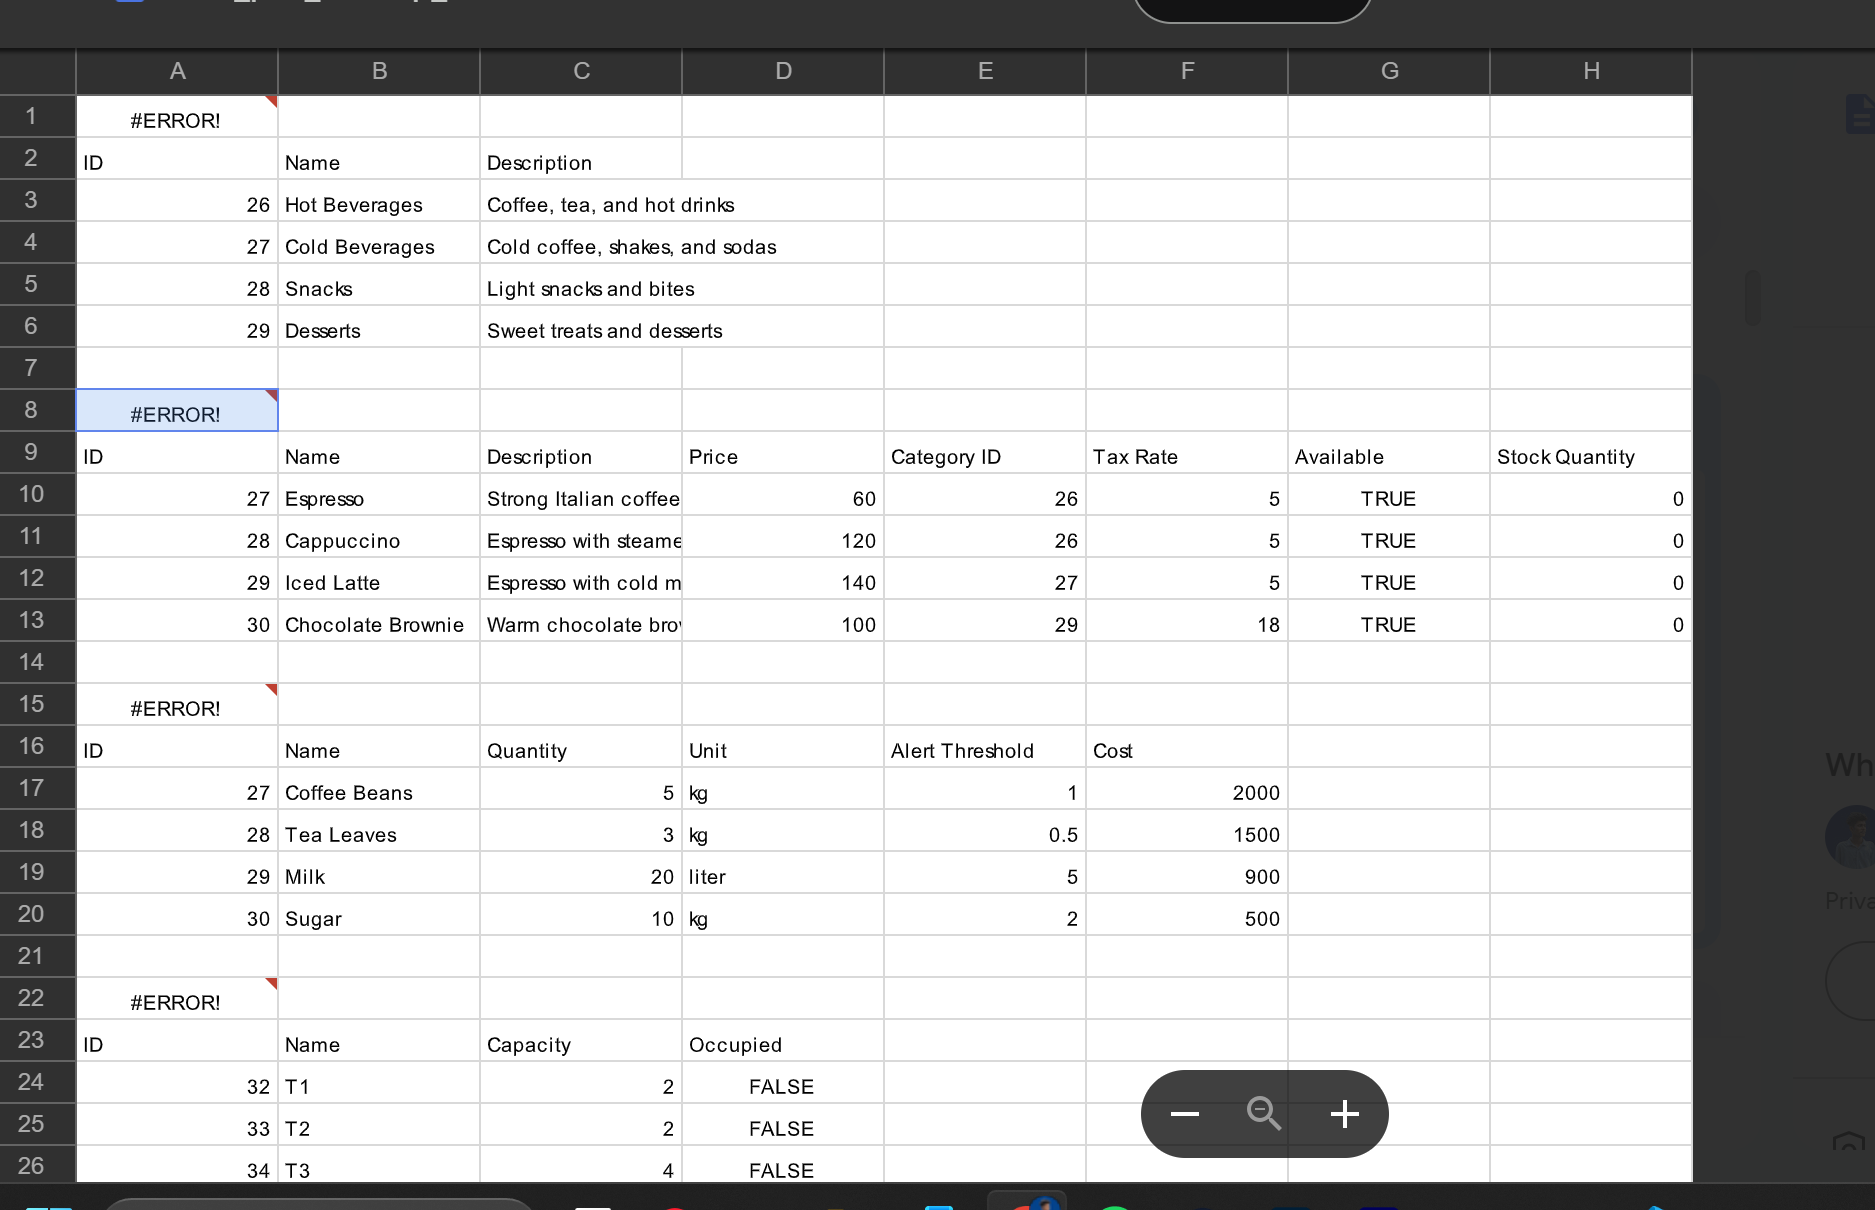 A B C D E F G H
1 #ERROR!
2 ID Name Description
3 26 Hot Beverages Coffee, tea, and hot drinks
4 27 Cold Beverages Cold coffee, shakes, and sodas
5 28 Snacks Light snacks and bites
6 29 Desserts Sweet treats and desserts
7
8 #ERROR!
9 ID Name Description Price Category ID Tax Rate Available Stock Quantity
10 27 Espresso Strong Italian coffee 60 26 5 TRUE 0
11 28 Cappuccino Espresso with steame 120 26 5 TRUE 0
12 29 Iced Latte Espresso with cold m 140 27 5 TRUE 0
13 30 Chocolate Brownie Warm chocolate brow 100 29 18 TRUE 0
14
15 #ERROR!
16 ID Name Quantity Unit Alert Threshold Cost
17 27 Coffee Beans 5 kg 1 2000
18 28 Tea Leaves 3 kg 0.5 1500
19 29 Milk 20 liter 5 900
20 30 Sugar 10 kg 2 500
21
22 #ERROR!
23 ID Name Capacity Occupied
24 32 T1 2 FALSE
25 33 T2 2 FALSE
26 34 T3 4 FALSE
Wh
Priva